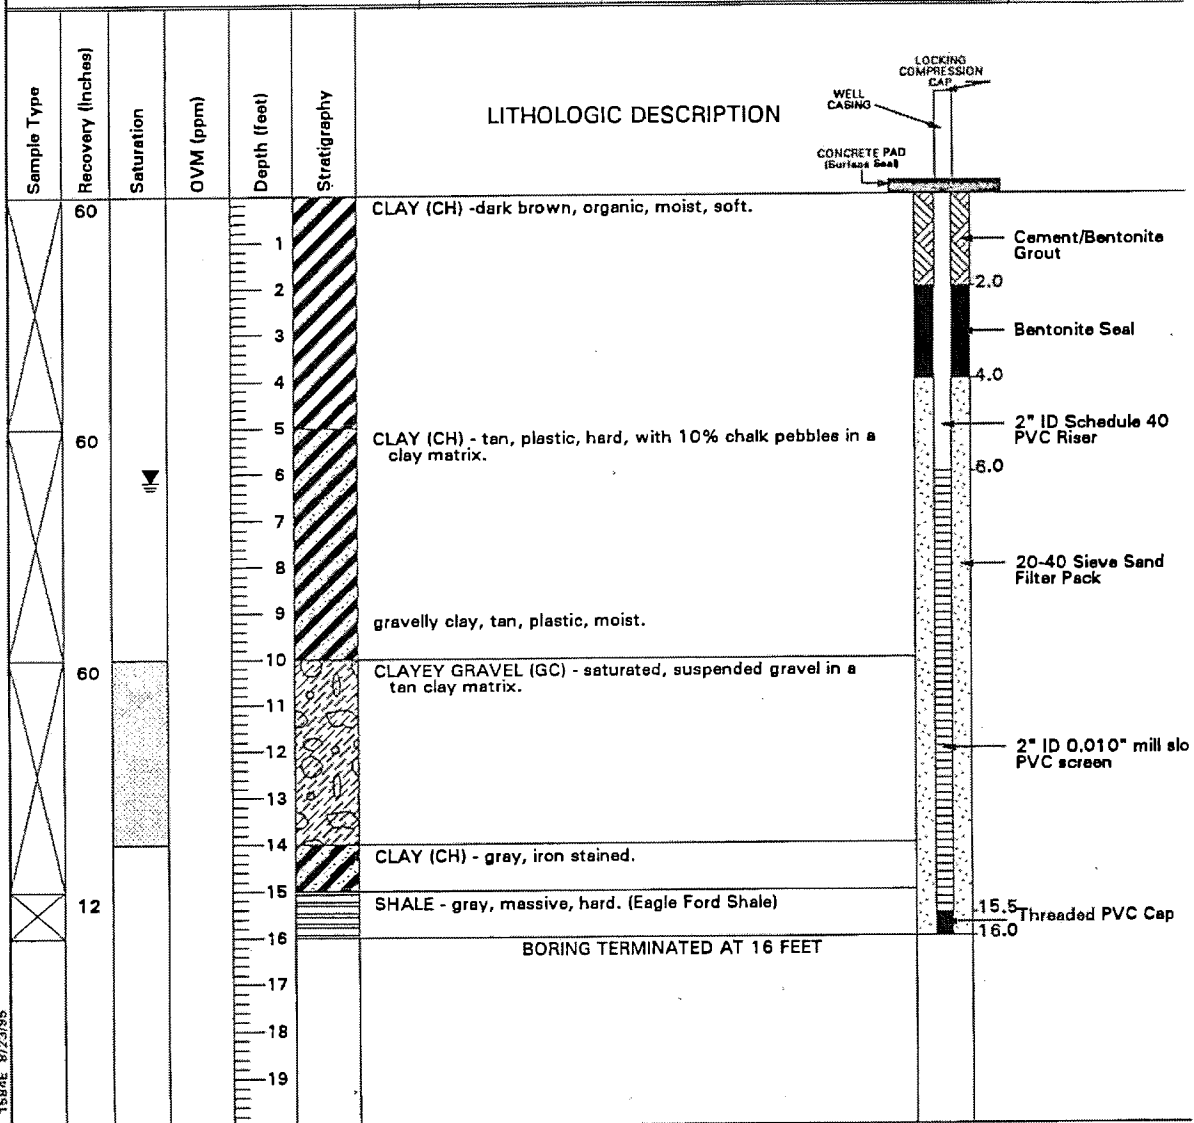 Sample Type
Recovery (Inches)
Saturation
OVM (ppm)
Depth (feet)
Stratigraphy
LITHOLOGIC DESCRIPTION
LOCKING
COMPRESSION
CAP
WELL
CASING
CONCRETE PAD
(Surface Seal)
60
CLAY (CH) -dark brown, organic, moist, soft.
Cement/Bentonite
Grout
1
2
2.0
3
Bentonite Seal
4
4.0
5
2" ID Schedule 40
PVC Riser
60
CLAY (CH) - tan, plastic, hard, with 10% chalk pebbles in a
clay matrix.
6
6.0
7
8
20-40 Sieve Sand
Filter Pack
9
gravelly clay, tan, plastic, moist.
10
60
CLAYEY GRAVEL (GC) - saturated, suspended gravel in a
tan clay matrix.
11
12
2" ID 0.010" mill slo
PVC screen
13
14
CLAY (CH) - gray, iron stained.
15
12
SHALE - gray, massive, hard. (Eagle Ford Shale)
15.5
Threaded PVC Cap
16
16.0
BORING TERMINATED AT 16 FEET
17
18
19
1584E 8/23/95